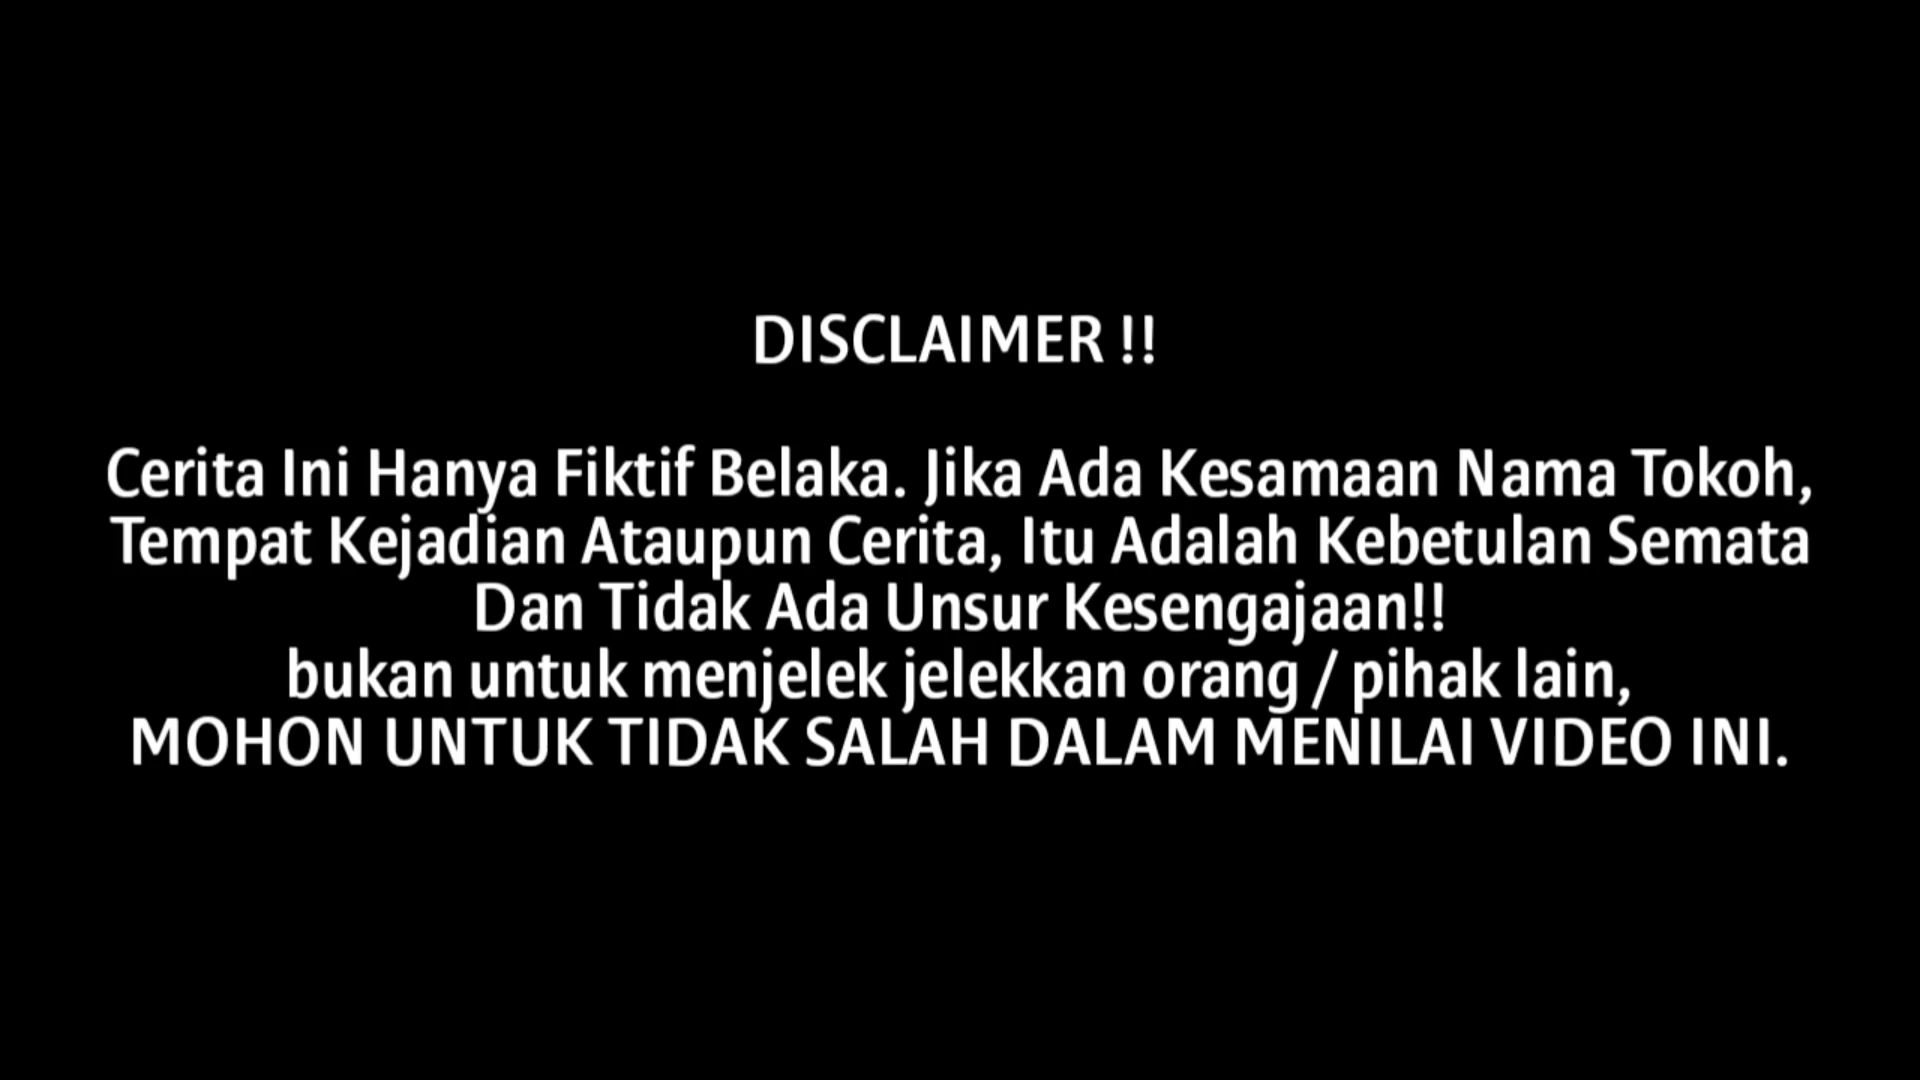 DISCLAIMER !!
Cerita Ini Hanya Fiktif Belaka. Jika Ada Kesamaan Nama Tokoh,
Tempat Kejadian Ataupun Cerita, Itu Adalah Kebetulan Semata
Dan Tidak Ada Unsur Kesengajaan!!
bukan untuk menjelek jelekkan orang / pihak lain,
MOHON UNTUK TIDAK SALAH DALAM MENILAI VIDEO INI.